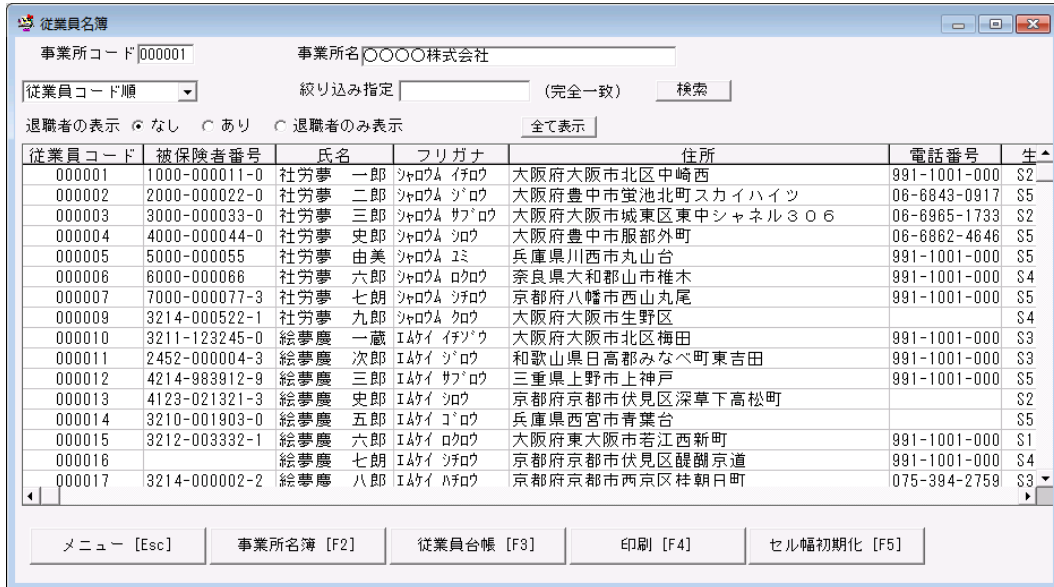 従業員名簿
事業所コード 000001 事業所名 〇〇〇〇株式会社
従業員コード順 絞り込み指定 (完全一致) 検索
退職者の表示 なし あり 退職者のみ表示 全て表示
従業員コード 被保険者番号 氏名 フリガナ 住所 電話番号 生
000001 1000-000011-0 社労夢 一郎 シャロウム イチロウ 大阪府大阪市北区中崎西 991-1001-000 S2
000002 2000-000022-0 社労夢 二郎 シャロウム ジロウ 大阪府豊中市蛍池北町スカイハイツ 06-6843-0917 S5
000003 3000-000033-0 社労夢 三郎 シャロウム サブロウ 大阪府大阪市城東区東中シャネル306 06-6965-1733 S2
000004 4000-000044-0 社労夢 史郎 シャロウム シロウ 大阪府豊中市服部外町 06-6862-4646 S5
000005 5000-000055 社労夢 由美 シャロウム ユミ 兵庫県川西市丸山台 991-1001-000 S5
000006 6000-000066 社労夢 六郎 シャロウム ロクロウ 奈良県大和郡山市椎木 991-1001-000 S4
000007 7000-000077-3 社労夢 七朗 シャロウム シチロウ 京都府八幡市西山丸尾 991-1001-000 S5
000009 3214-000522-1 社労夢 九郎 シャロウム クロウ 大阪府大阪市生野区 S4
000010 3211-123245-0 絵夢慶 一蔵 エムケイ イチゾウ 大阪府大阪市北区梅田 991-1001-000 S3
000011 2452-000004-3 絵夢慶 次郎 エムケイ ジロウ 和歌山県日高郡みなべ町東吉田 991-1001-000 S3
000012 4214-983912-9 絵夢慶 三郎 エムケイ サブロウ 三重県上野市上神戸 991-1001-000 S5
000013 4123-021321-3 絵夢慶 史郎 エムケイ シロウ 京都府京都市伏見区深草下高松町 S2
000014 3210-001903-0 絵夢慶 五郎 エムケイ ゴロウ 兵庫県西宮市青葉台 S5
000015 3212-003332-1 絵夢慶 六郎 エムケイ ロクロウ 大阪府東大阪市若江西新町 991-1001-000 S1
000016 絵夢慶 七朗 エムケイ シチロウ 京都府京都市伏見区醍醐京道 991-1001-000 S4
000017 3214-000002-2 絵夢慶 八郎 エムケイ ハチロウ 京都府京都市西京区桂朝日町 075-394-2759 S3
メニュー [Esc] 事業所名簿 [F2] 従業員台帳 [F3] 印刷 [F4] セル幅初期化 [F5]